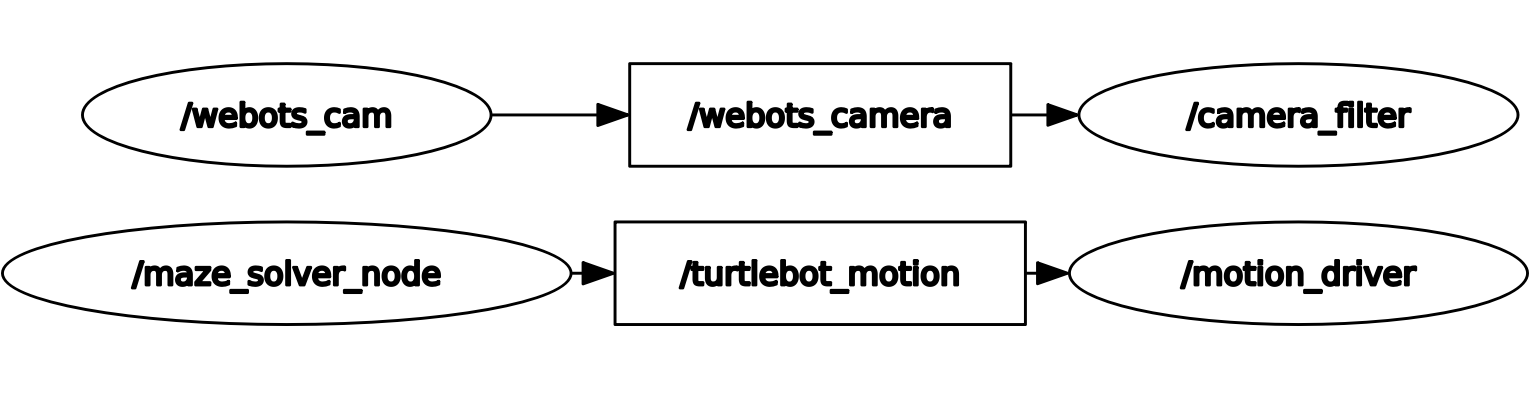 /webots_cam /webots_camera /camera_filter
/maze_solver_node /turtlebot_motion /motion_driver